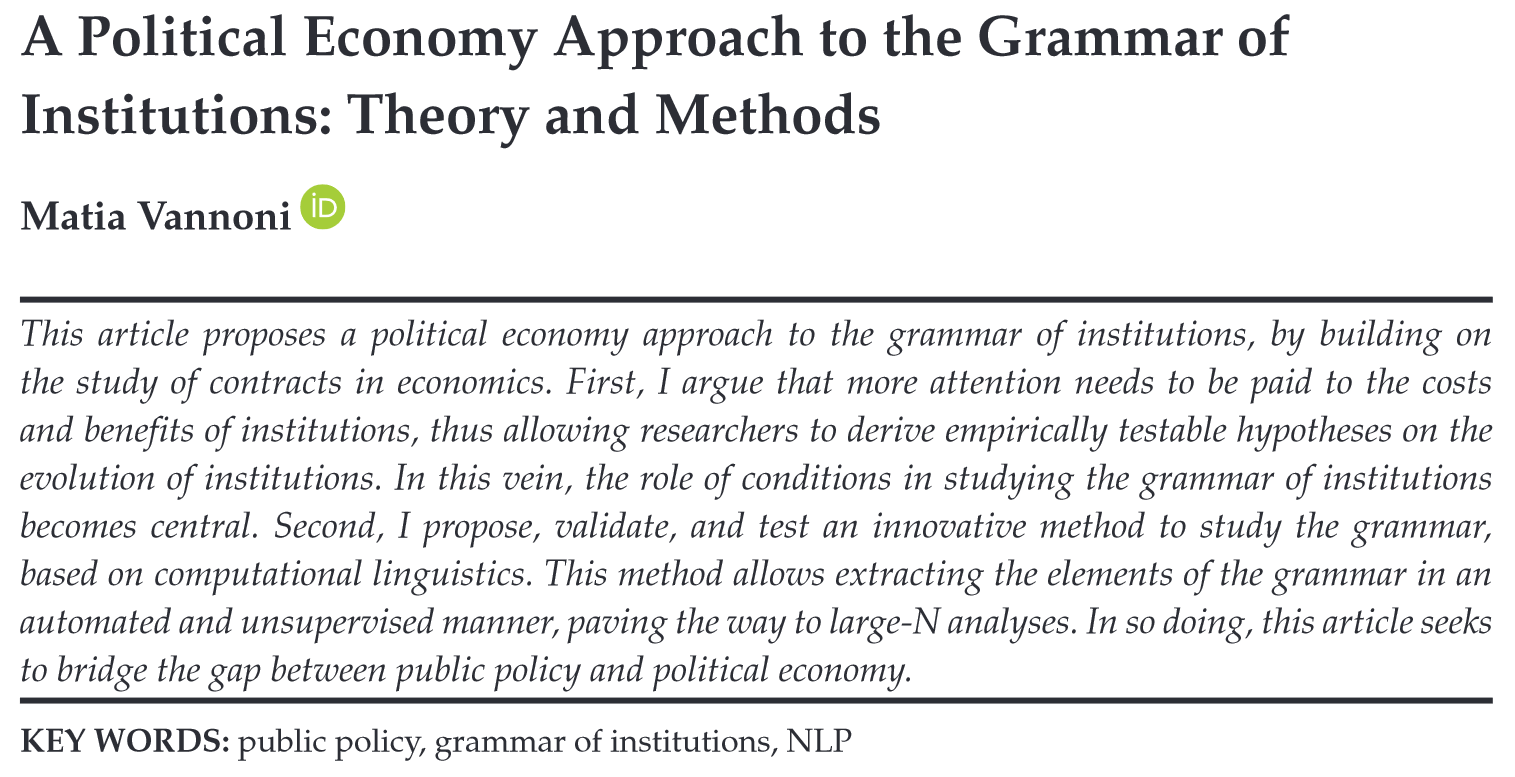 A Political Economy Approach to the Grammar of
Institutions: Theory and Methods
Matia Vannoni iD
This article proposes a political economy approach to the grammar of institutions, by building on
the study of contracts in economics. First, I argue that more attention needs to be paid to the costs
and benefits of institutions, thus allowing researchers to derive empirically testable hypotheses on the
evolution of institutions. In this vein, the role of conditions in studying the grammar of institutions
becomes central. Second, I propose, validate, and test an innovative method to study the grammar,
based on computational linguistics. This method allows extracting the elements of the grammar in an
automated and unsupervised manner, paving the way to large-N analyses. In so doing, this article seeks
to bridge the gap between public policy and political economy.
KEY WORDS: public policy, grammar of institutions, NLP